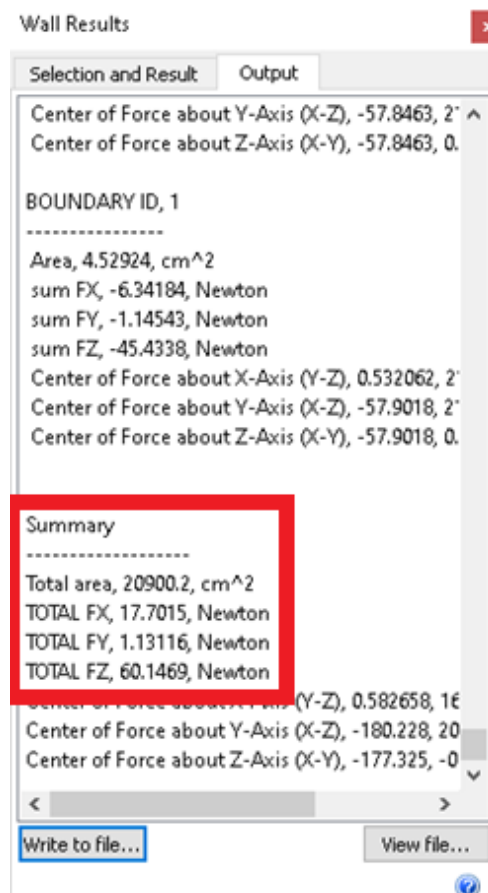 Wall Results
Selection and Result Output
Center of Force about Y-Axis (X-Z), -57.8463, 2
Center of Force about Z-Axis (X-Y), -57.8463, 0.
BOUNDARY ID, 1
----------------
Area, 4.52924, cm^2
sum FX, -6.34184, Newton
sum FY, -1.14543, Newton
sum FZ, -45.4338, Newton
Center of Force about X-Axis (Y-Z), 0.532062, 2
Center of Force about Y-Axis (X-Z), -57.9018, 2
Center of Force about Z-Axis (X-Y), -57.9018, 0.
Summary
-------------------
Total area, 20900.2, cm^2
TOTAL FX, 17.7015, Newton
TOTAL FY, 1.13116, Newton
TOTAL FZ, 60.1469, Newton
Center of Force about X-Axis (Y-Z), 0.582658, 16
Center of Force about Y-Axis (X-Z), -180.228, 20
Center of Force about Z-Axis (X-Y), -177.325, -0
Write to file... View file...